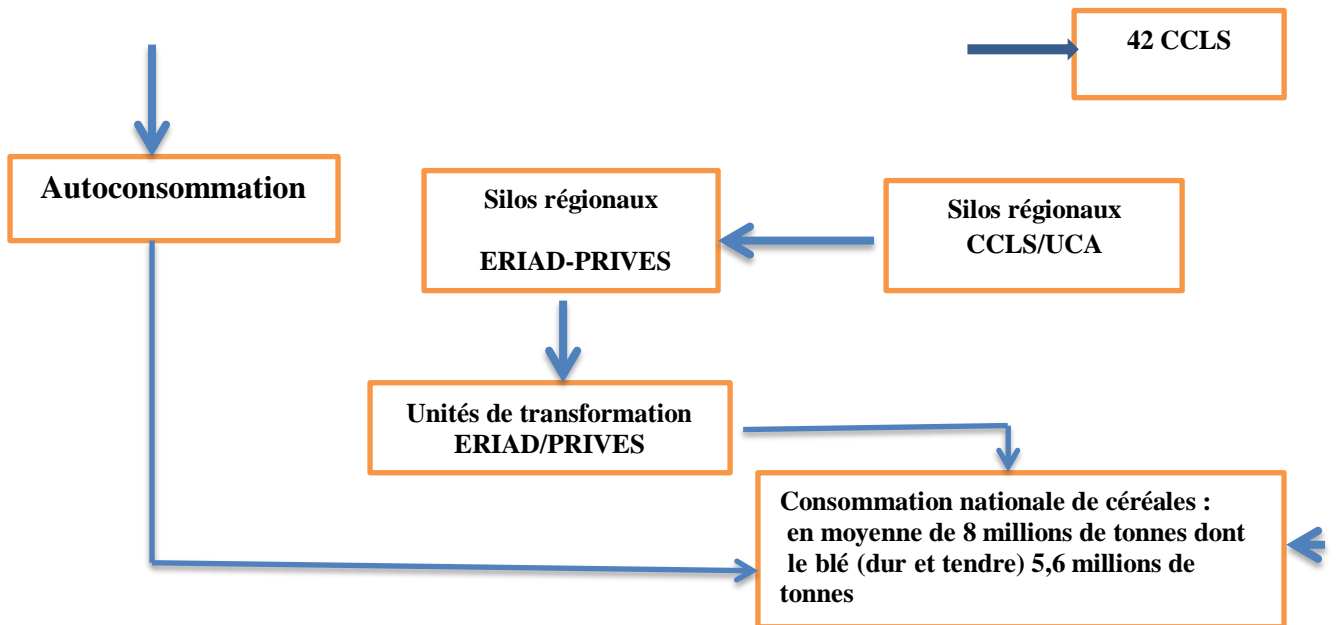 42 CCLS
Autoconsommation
Silos régionaux
ERIAD-PRIVES
Silos régionaux
CCLS/UCA
Unités de transformation
ERIAD/PRIVES
Consommation nationale de céréales :
en moyenne de 8 millions de tonnes dont
le blé (dur et tendre) 5,6 millions de
tonnes